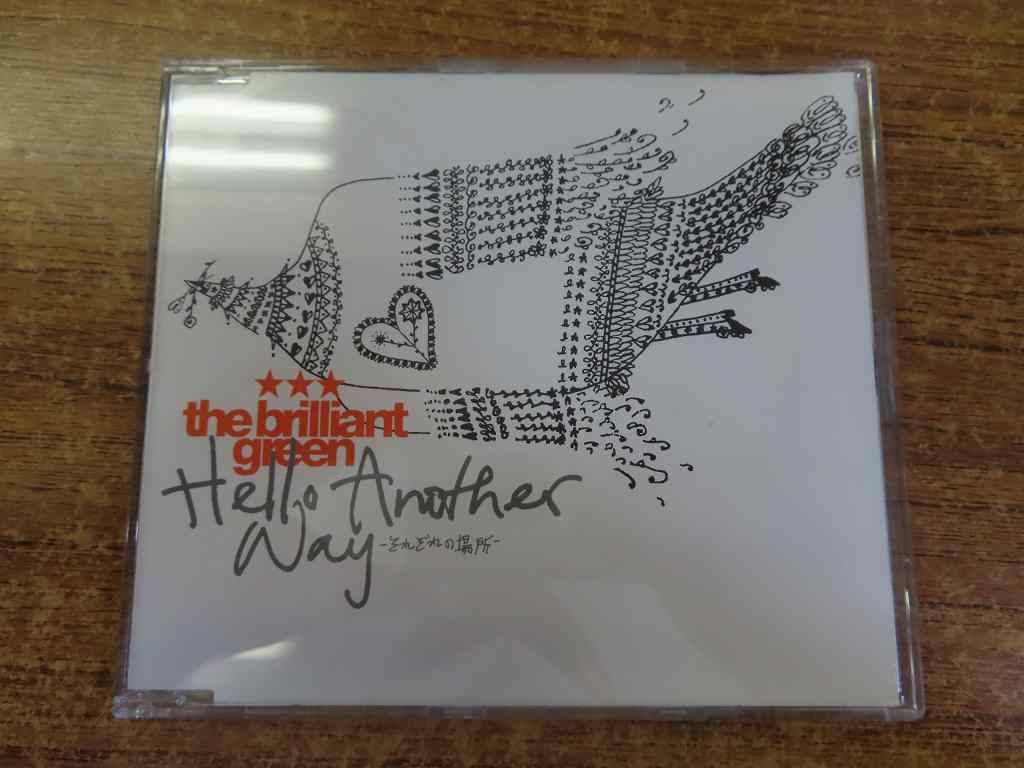 the brilliant
green
Hello Another
Way
-それぞれの場所-